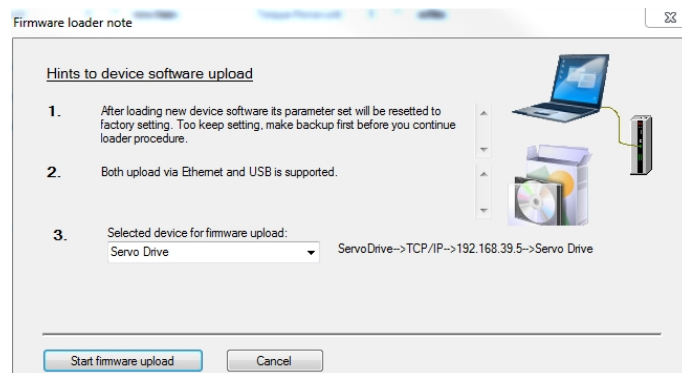 Firmware loader note
Hints to device software upload
1. After loading new device software its parameter set will be resetted to
factory setting. Too keep setting, make backup first before you continue
loader procedure.
2. Both upload via Ethernet and USB is supported.
3. Selected device for firmware upload:
Servo Drive ServoDrive-->TCP/IP-->192.168.39.5-->Servo Drive
Start firmware upload Cancel